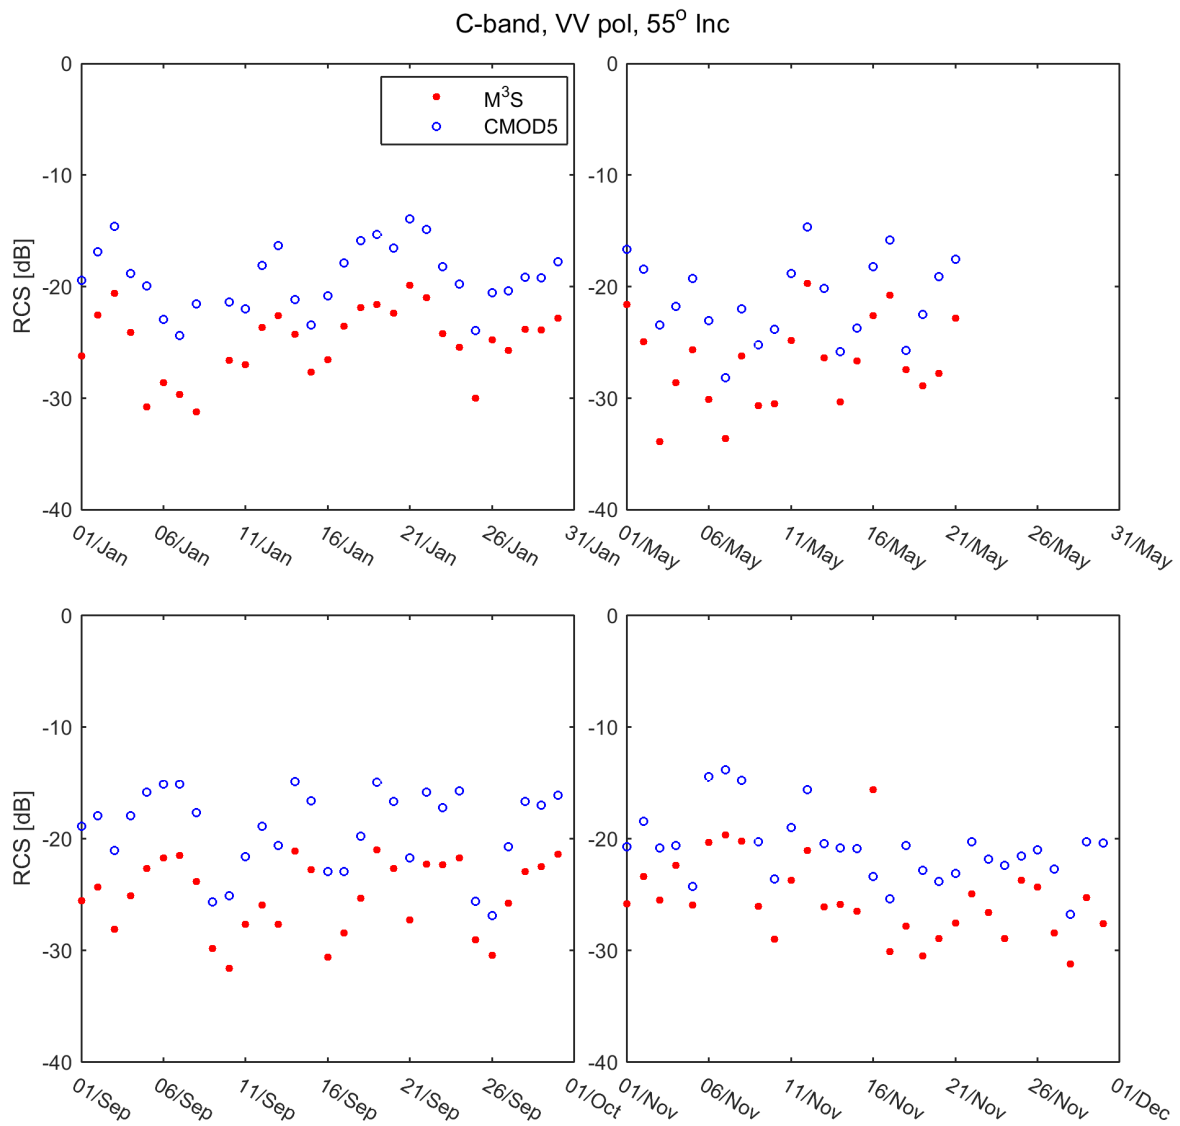 C-band, VV pol, 55° Inc
0
-10
-20
-30
-40
RCS [dB]
M³S
CMOD5
01/Jan
06/Jan
11/Jan
16/Jan
21/Jan
26/Jan
31/Jan
0
-10
-20
-30
-40
01/May
06/May
11/May
16/May
21/May
26/May
31/May
0
-10
-20
-30
-40
RCS [dB]
01/Sep
06/Sep
11/Sep
16/Sep
21/Sep
26/Sep
01/Oct
0
-10
-20
-30
-40
01/Nov
06/Nov
11/Nov
16/Nov
21/Nov
26/Nov
01/Dec